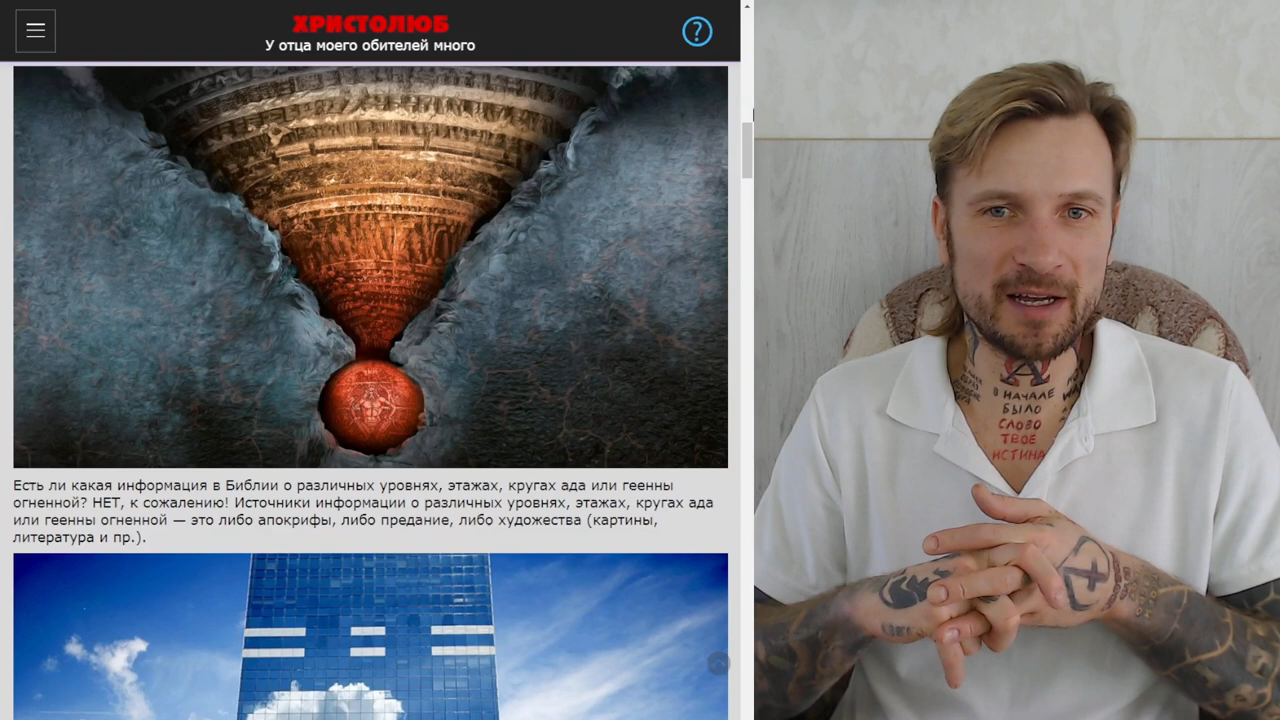 ХРИСТОЛЮБ
У отца моего обителей много
?
Есть ли какая информация в Библии о различных уровнях, этажах, кругах ада или геенны
огненной? НЕТ, к сожалению! Источники информации о различных уровнях, этажах, кругах ада
или геенны огненной — это либо апокрифы, либо предание, либо художества (картины,
литература и пр.).
В НАЧАЛЕ
БЫЛО
СЛОВО
ТВОЕ
ИСТИНА